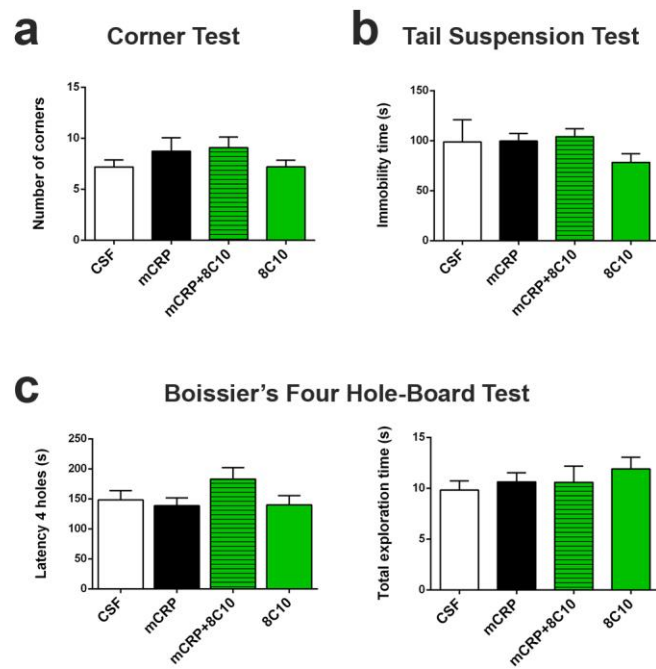 a Corner Test
Number of corners
15
10
5
0
CSF
mCRP
mCRP+8C10
8C10
b Tail Suspension Test
Immobility time (s)
150
100
50
0
CSF
mCRP
mCRP+8C10
8C10
c Boissier’s Four Hole-Board Test
Latency 4 holes (s)
250
200
150
100
50
0
CSF
mCRP
mCRP+8C10
8C10
Total exploration time (s)
15
10
5
0
CSF
mCRP
mCRP+8C10
8C10